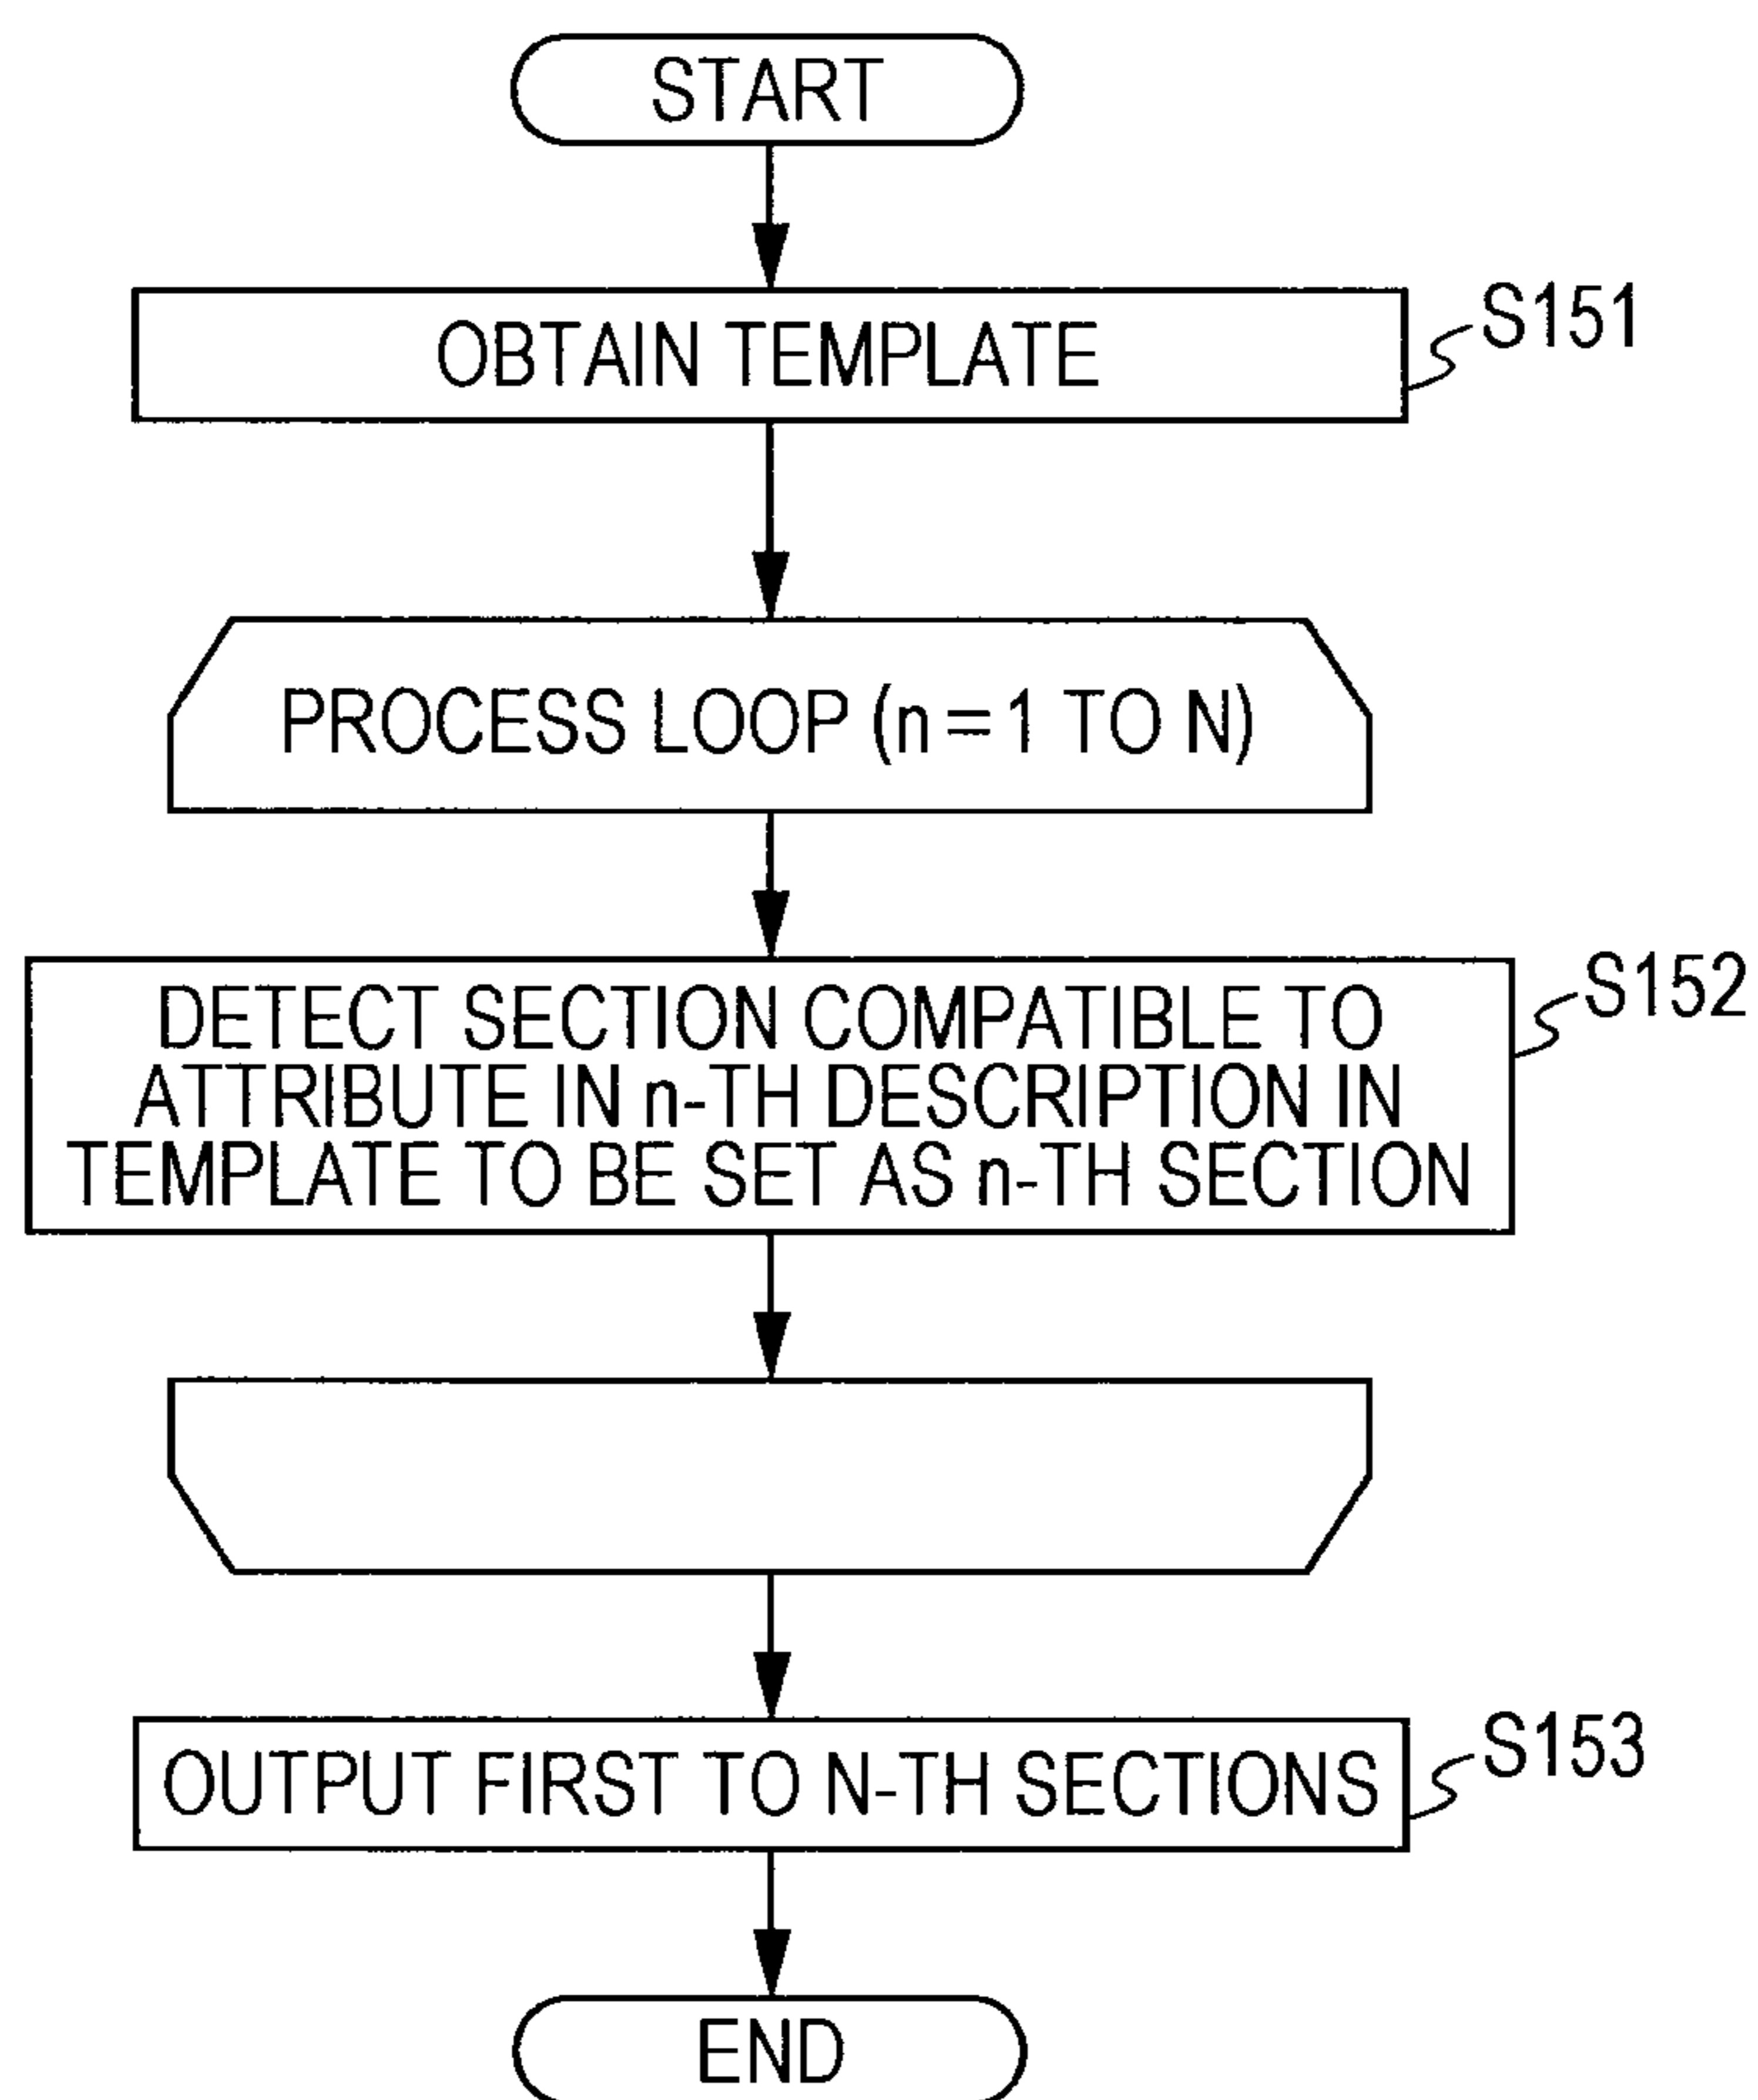 START
OBTAIN TEMPLATE
S151
PROCESS LOOP (n = 1 TO N)
DETECT SECTION COMPATIBLE TO
ATTRIBUTE IN n-TH DESCRIPTION IN
TEMPLATE TO BE SET AS n-TH SECTION
S152
OUTPUT FIRST TO N-TH SECTIONS
S153
END